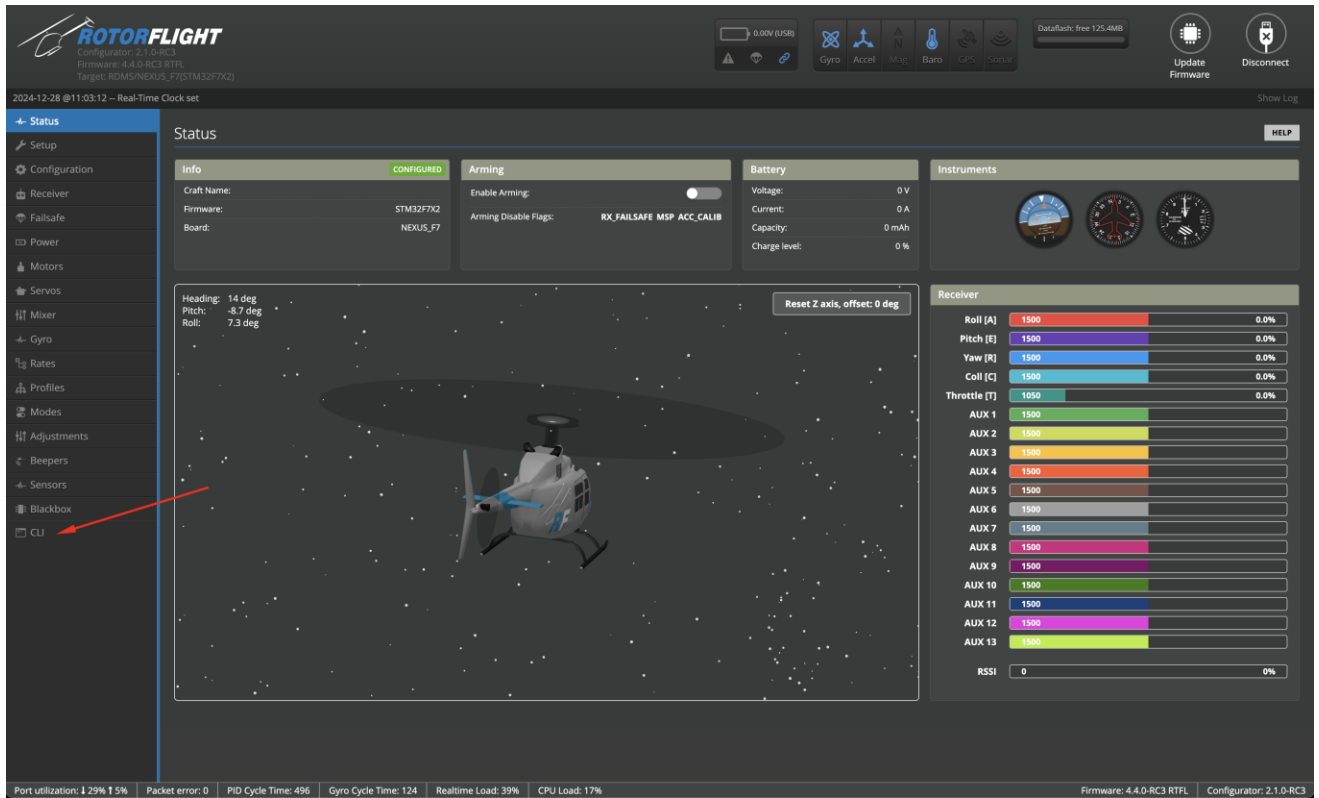 ROTORFLIGHT
Configurator: 2.1.0-RC3
Firmware: 4.4.0-RC3 RTFL
Target: RDMS/NEXUS_F7(STM32F7X2)
0.00V (USB)
Gyro Accel Mag Baro GPS Sonar
Dataflash: free 125.4MB
Update Firmware
Disconnect
2024-12-28 @11:03:12 -- Real-Time Clock set
Show Log
Status
Setup
Configuration
Receiver
Failsafe
Power
Motors
Servos
Mixer
Gyro
Rates
Profiles
Modes
Adjustments
Beepers
Sensors
Blackbox
CLI
Status
HELP
Info CONFIGURED
Craft Name:
Firmware: STM32F7X2
Board: NEXUS_F7
Arming
Enable Arming:
Arming Disable Flags: RX_FAILSAFE MSP ACC_CALIB
Battery
Voltage: 0 V
Current: 0 A
Capacity: 0 mAh
Charge level: 0 %
Instruments
Heading: 14 deg
Pitch: -8.7 deg
Roll: 7.3 deg
Reset Z axis, offset: 0 deg
RF
Receiver
Roll [A] 1500 0.0%
Pitch [E] 1500 0.0%
Yaw [R] 1500 0.0%
Coll [C] 1500 0.0%
Throttle [T] 1050 0.0%
AUX 1 1500
AUX 2 1500
AUX 3 1500
AUX 4 1500
AUX 5 1500
AUX 6 1500
AUX 7 1500
AUX 8 1500
AUX 9 1500
AUX 10 1500
AUX 11 1500
AUX 12 1500
AUX 13 1500
RSSI 0 0%
Port utilization: ⬇ 29% ⬆ 5% Packet error: 0 PID Cycle Time: 496 Gyro Cycle Time: 124 Realtime Load: 39% CPU Load: 17% Firmware: 4.4.0-RC3 RTFL Configurator: 2.1.0-RC3